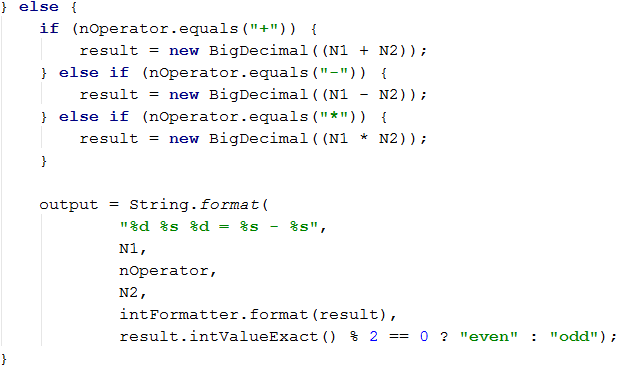 } else {
    if (nOperator.equals("+")) {
        result = new BigDecimal((N1 + N2));
    } else if (nOperator.equals("-")) {
        result = new BigDecimal((N1 - N2));
    } else if (nOperator.equals("*")) {
        result = new BigDecimal((N1 * N2));
    }

    output = String.format(
            "%d %s %d = %s - %s",
            N1,
            nOperator,
            N2,
            intFormatter.format(result),
            result.intValueExact() % 2 == 0 ? "even" : "odd");
}